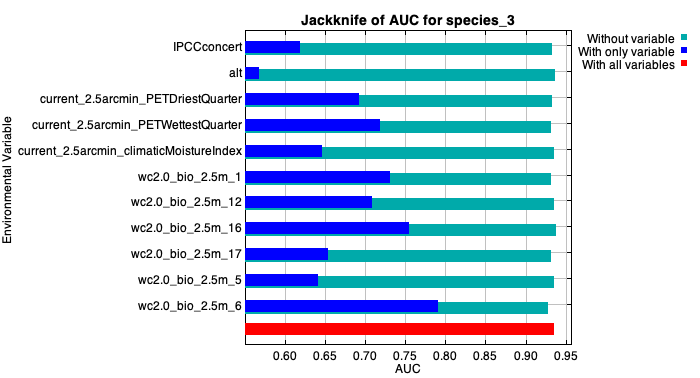 Jackknife of AUC for species_3
Without variable
With only variable
With all variables
Environmental Variable
IPCCconcert
alt
current_2.5arcmin_PETDriestQuarter
current_2.5arcmin_PETWettestQuarter
current_2.5arcmin_climaticMoistureIndex
wc2.0_bio_2.5m_1
wc2.0_bio_2.5m_12
wc2.0_bio_2.5m_16
wc2.0_bio_2.5m_17
wc2.0_bio_2.5m_5
wc2.0_bio_2.5m_6
0.60 0.65 0.70 0.75 0.80 0.85 0.90 0.95
AUC